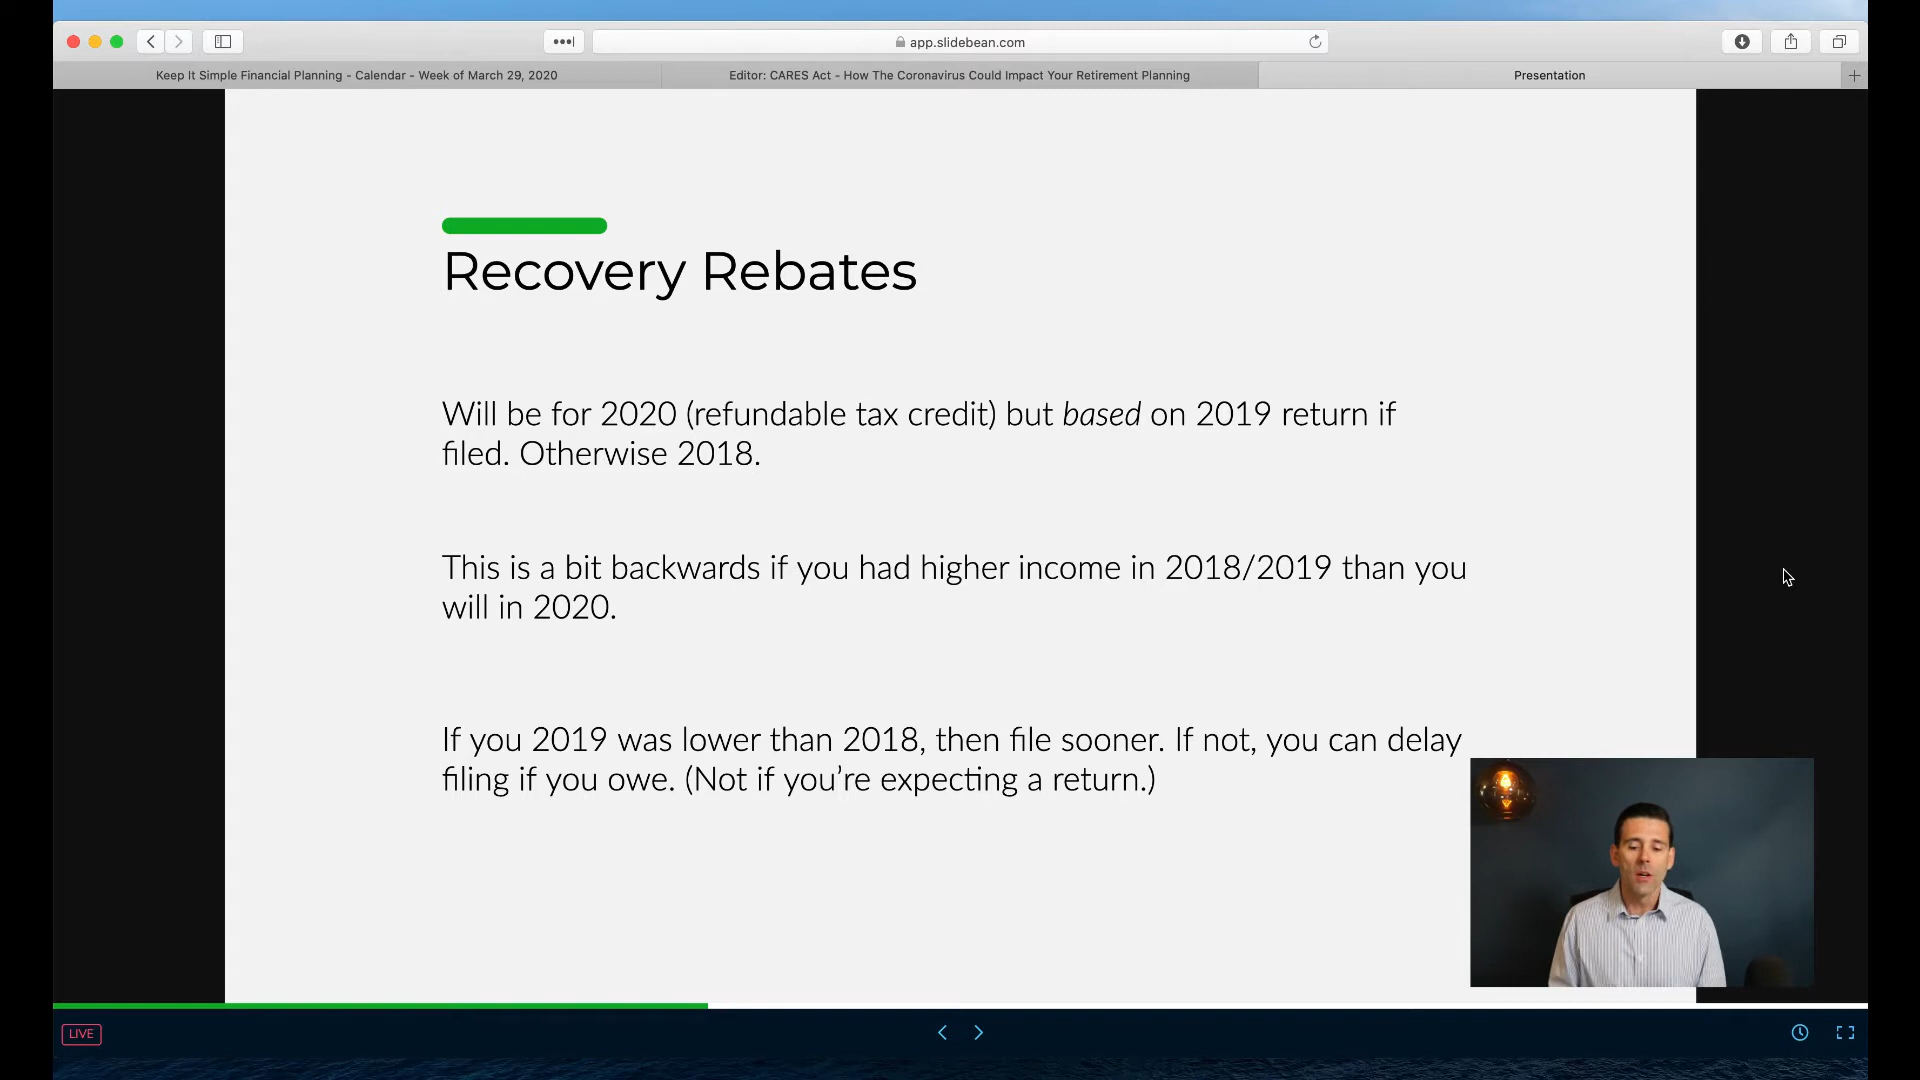 app.slidebean.com
Keep It Simple Financial Planning - Calendar - Week of March 29, 2020
Editor: CARES Act - How The Coronavirus Could Impact Your Retirement Planning
Presentation
Recovery Rebates
Will be for 2020 (refundable tax credit) but based on 2019 return if
filed. Otherwise 2018.
This is a bit backwards if you had higher income in 2018/2019 than you
will in 2020.
If you 2019 was lower than 2018, then file sooner. If not, you can delay
filing if you owe. (Not if you’re expecting a return.)
LIVE